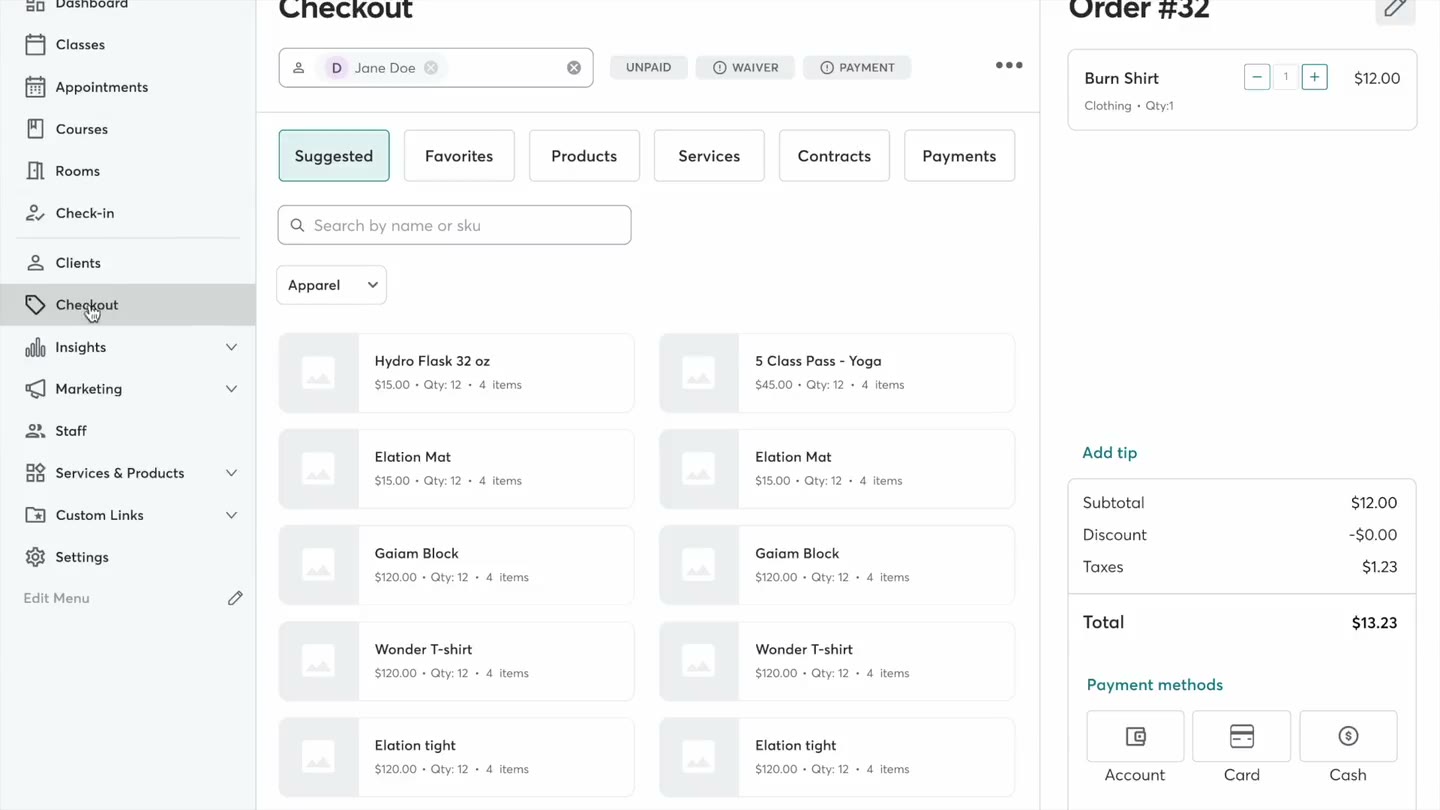 Dashboard
Classes
Appointments
Courses
Rooms
Check-in
Clients
Checkout
Insights
Marketing
Staff
Services & Products
Custom Links
Settings
Edit Menu
Checkout
D Jane Doe
UNPAID
WAIVER
PAYMENT
Suggested
Favorites
Products
Services
Contracts
Payments
Search by name or sku
Apparel
Hydro Flask 32 oz
$15.00 • Qty: 12 • 4 items
5 Class Pass - Yoga
$45.00 • Qty: 12 • 4 items
Elation Mat
$15.00 • Qty: 12 • 4 items
Elation Mat
$15.00 • Qty: 12 • 4 items
Gaiam Block
$120.00 • Qty: 12 • 4 items
Gaiam Block
$120.00 • Qty: 12 • 4 items
Wonder T-shirt
$120.00 • Qty: 12 • 4 items
Wonder T-shirt
$120.00 • Qty: 12 • 4 items
Elation tight
$120.00 • Qty: 12 • 4 items
Elation tight
$120.00 • Qty: 12 • 4 items
Order #32
Burn Shirt − 1 + $12.00
Clothing • Qty:1
Add tip
Subtotal $12.00
Discount -$0.00
Taxes $1.23
Total $13.23
Payment methods
Account
Card
Cash